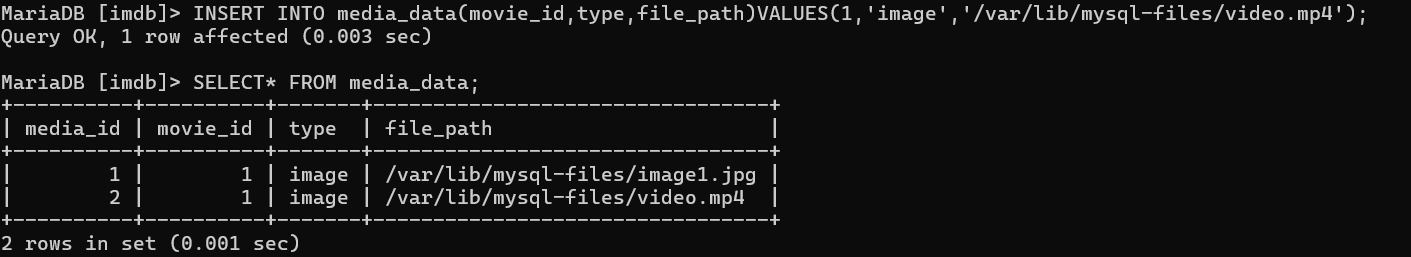 MariaDB [imdb]> INSERT INTO media_data(movie_id,type,file_path)VALUES(1,'image','/var/lib/mysql-files/video.mp4');
Query OK, 1 row affected (0.003 sec)

MariaDB [imdb]> SELECT* FROM media_data;
+----------+----------+-------+---------------------------------+
| media_id | movie_id | type  | file_path                       |
+----------+----------+-------+---------------------------------+
|        1 |        1 | image | /var/lib/mysql-files/image1.jpg |
|        2 |        1 | image | /var/lib/mysql-files/video.mp4  |
+----------+----------+-------+---------------------------------+
2 rows in set (0.001 sec)